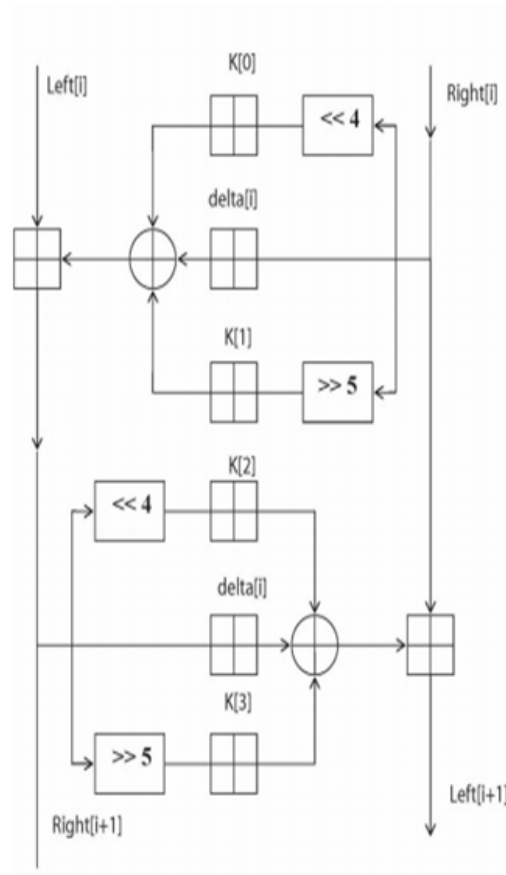 K[0]
Left[i]
<< 4
Right[i]
delta[i]
K[1]
>> 5
K[2]
<< 4
delta[i]
K[3]
>> 5
Left[i+1]
Right[i+1]